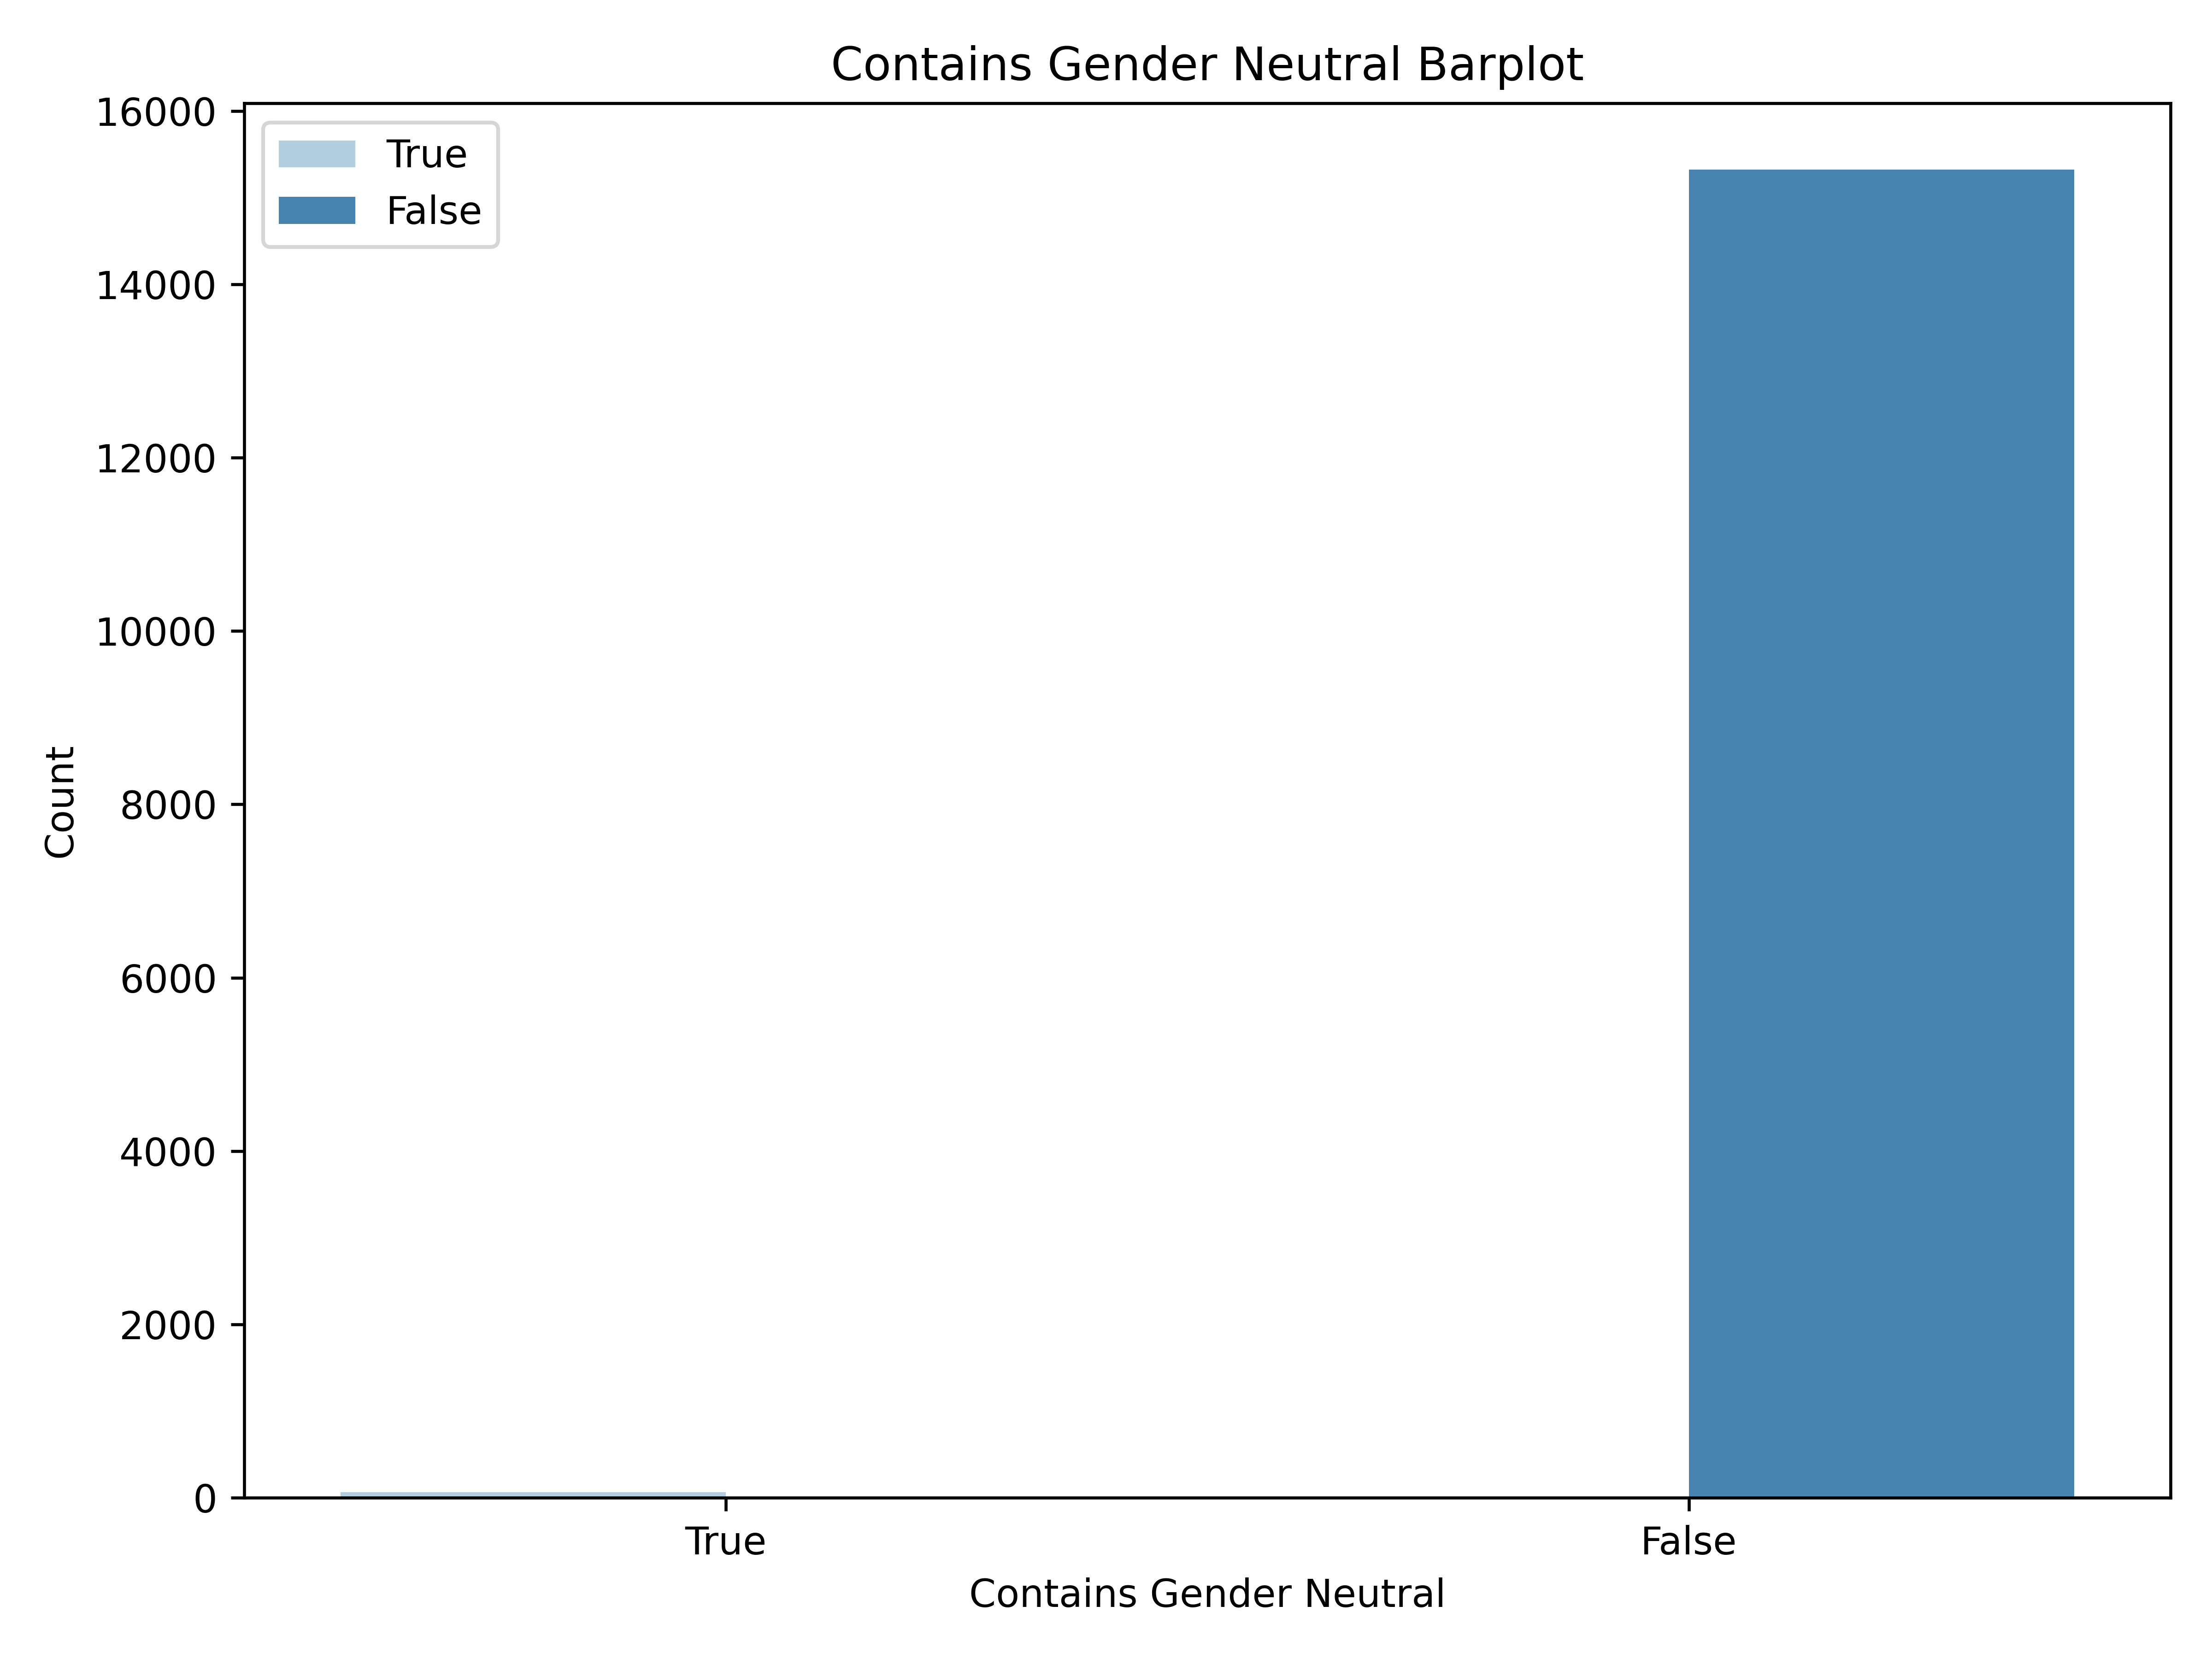 Contains Gender Neutral Barplot
16000
14000
12000
10000
8000
6000
4000
2000
0
Count
True
False
True
False
Contains Gender Neutral